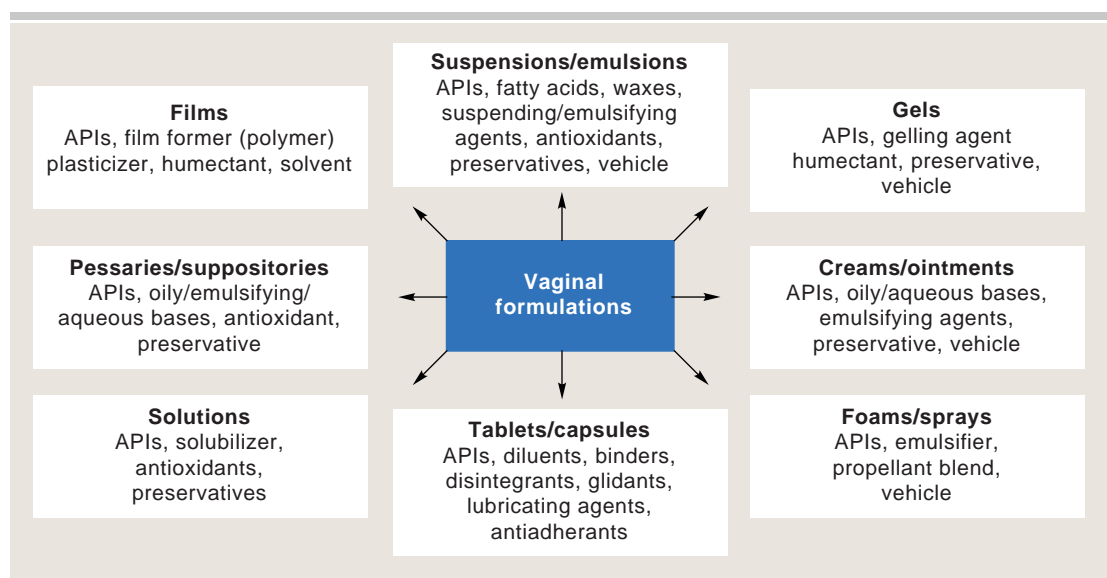 Suspensions/emulsions
APIs, fatty acids, waxes,
suspending/emulsifying
agents, antioxidants,
preservatives, vehicle
Films
APIs, film former (polymer)
plasticizer, humectant, solvent
Gels
APIs, gelling agent
humectant, preservative,
vehicle
Pessaries/suppositories
APIs, oily/emulsifying/
aqueous bases, antioxidant,
preservative
Vaginal
formulations
Creams/ointments
APIs, oily/aqueous bases,
emulsifying agents,
preservative, vehicle
Solutions
APIs, solubilizer,
antioxidants,
preservatives
Tablets/capsules
APIs, diluents, binders,
disintegrants, glidants,
lubricating agents,
antiadherants
Foams/sprays
APIs, emulsifier,
propellant blend,
vehicle